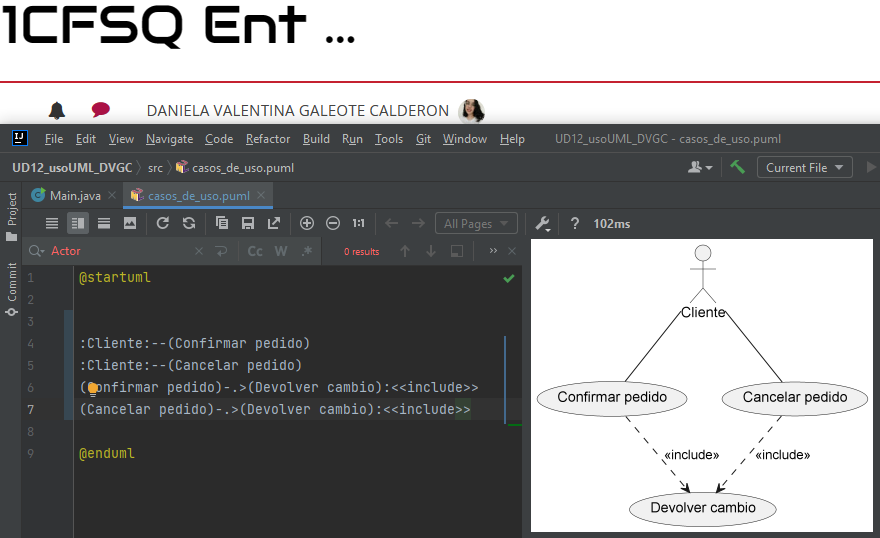 1CFSQ Ent ...
DANIELA VALENTINA GALEOTE CALDERON
IJ File Edit View Navigate Code Refactor Build Run Tools Git Window Help UD12_usoUML_DVGC - casos_de_uso.puml
UD12_usoUML_DVGC src casos_de_uso.puml Current File
Main.java casos_de_uso.puml
Project
Commit
1:1 All Pages ? 102ms
Actor Cc W .* 0 results
1 @startuml
2
3
4 :Cliente:--(Confirmar pedido)
5 :Cliente:--(Cancelar pedido)
6 (Confirmar pedido)-.>(Devolver cambio):<<include>>
7 (Cancelar pedido)-.>(Devolver cambio):<<include>>
8
9 @enduml
Cliente
Confirmar pedido Cancelar pedido
«include» «include»
Devolver cambio